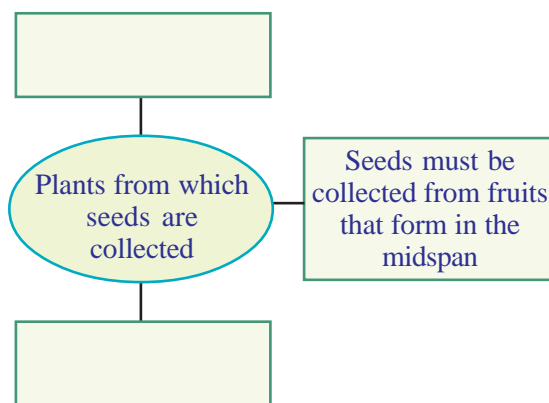 Plants from which
seeds are
collected
Seeds must be
collected from fruits
that form in the
midspan